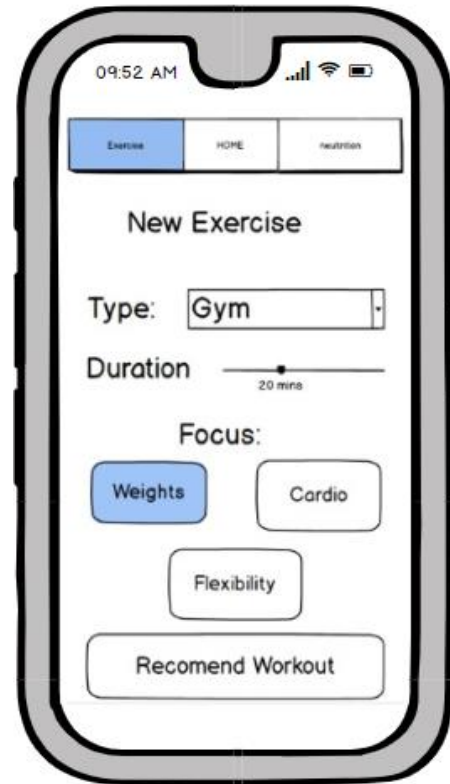 09:52 AM
Exercise HOME neutrition
New Exercise
Type: Gym
Duration
20 mins
Focus:
Weights Cardio
Flexibility
Recomend Workout